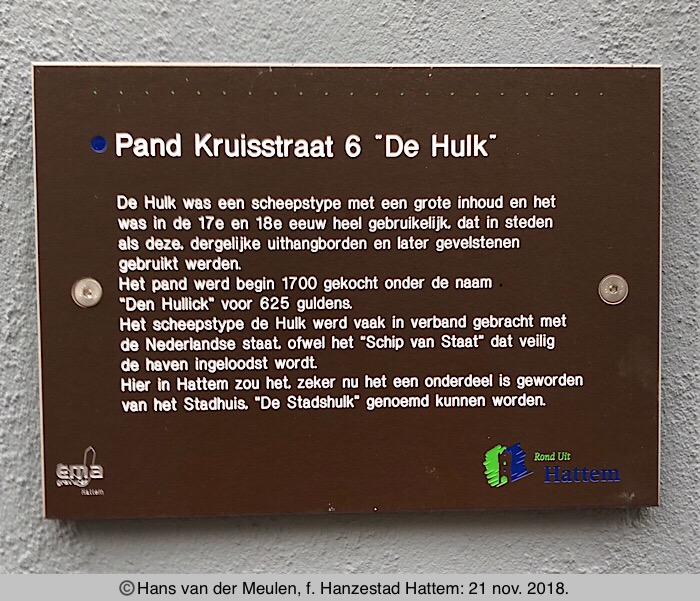 Pand Kruisstraat 6 "De Hulk"
De Hulk was een scheepstype met een grote inhoud en het
was in de 17e en 18e eeuw heel gebruikelijk, dat in steden
als deze, dergelijke uithangborden en later gevelstenen
gebruikt werden.
Het pand werd begin 1700 gekocht onder de naam
"Den Hullick" voor 625 guldens.
Het scheepstype de Hulk werd vaak in verband gebracht met
de Nederlandse staat, ofwel het "Schip van Staat" dat veilig
de haven ingeloodst wordt.
Hier in Hattem zou het, zeker nu het een onderdeel is geworden
van het Stadhuis, "De Stadshulk" genoemd kunnen worden.
ema
Hattem
Rond Uit
Hattem
©Hans van der Meulen, f. Hanzestad Hattem: 21 nov. 2018.